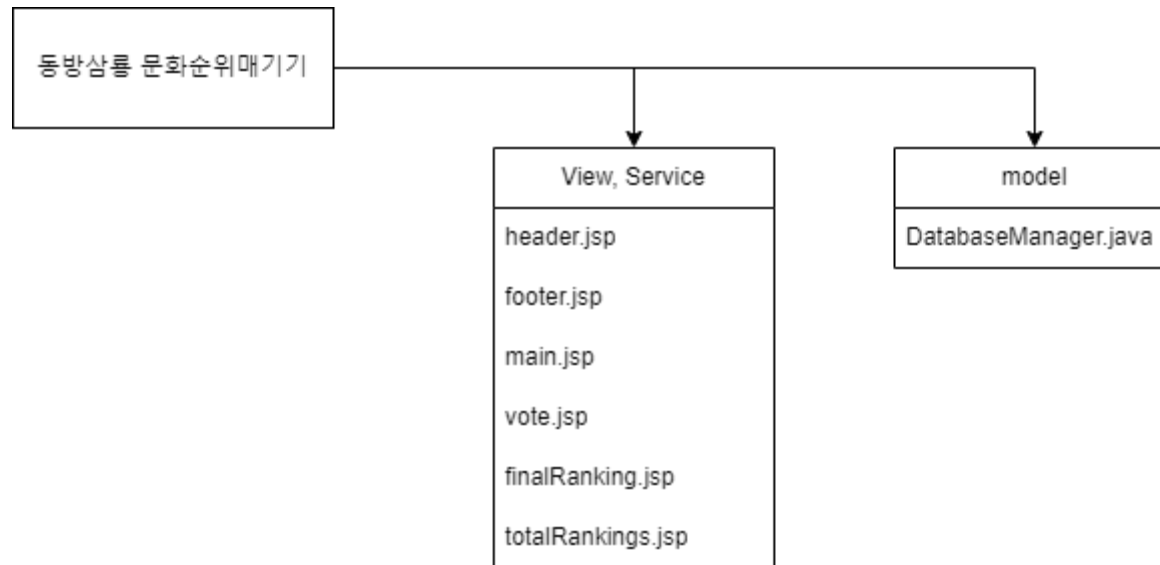 동방삼룡 문화순위매기기
View, Service
header.jsp
footer.jsp
main.jsp
vote.jsp
finalRanking.jsp
totalRankings.jsp
model
DatabaseManager.java